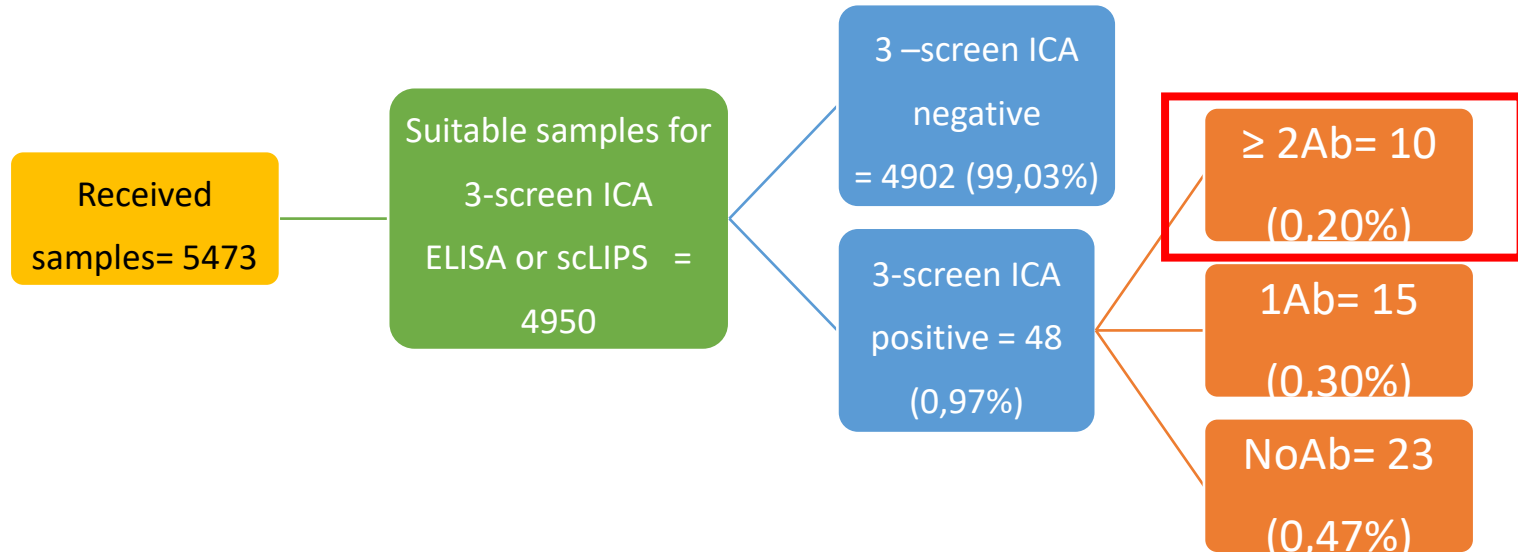 Received
samples= 5473
Suitable samples for
3-screen ICA
ELISA or scLIPS =
4950
3 –screen ICA
negative
= 4902 (99,03%)
3-screen ICA
positive = 48
(0,97%)
≥ 2Ab= 10
(0,20%)
1Ab= 15
(0,30%)
NoAb= 23
(0,47%)